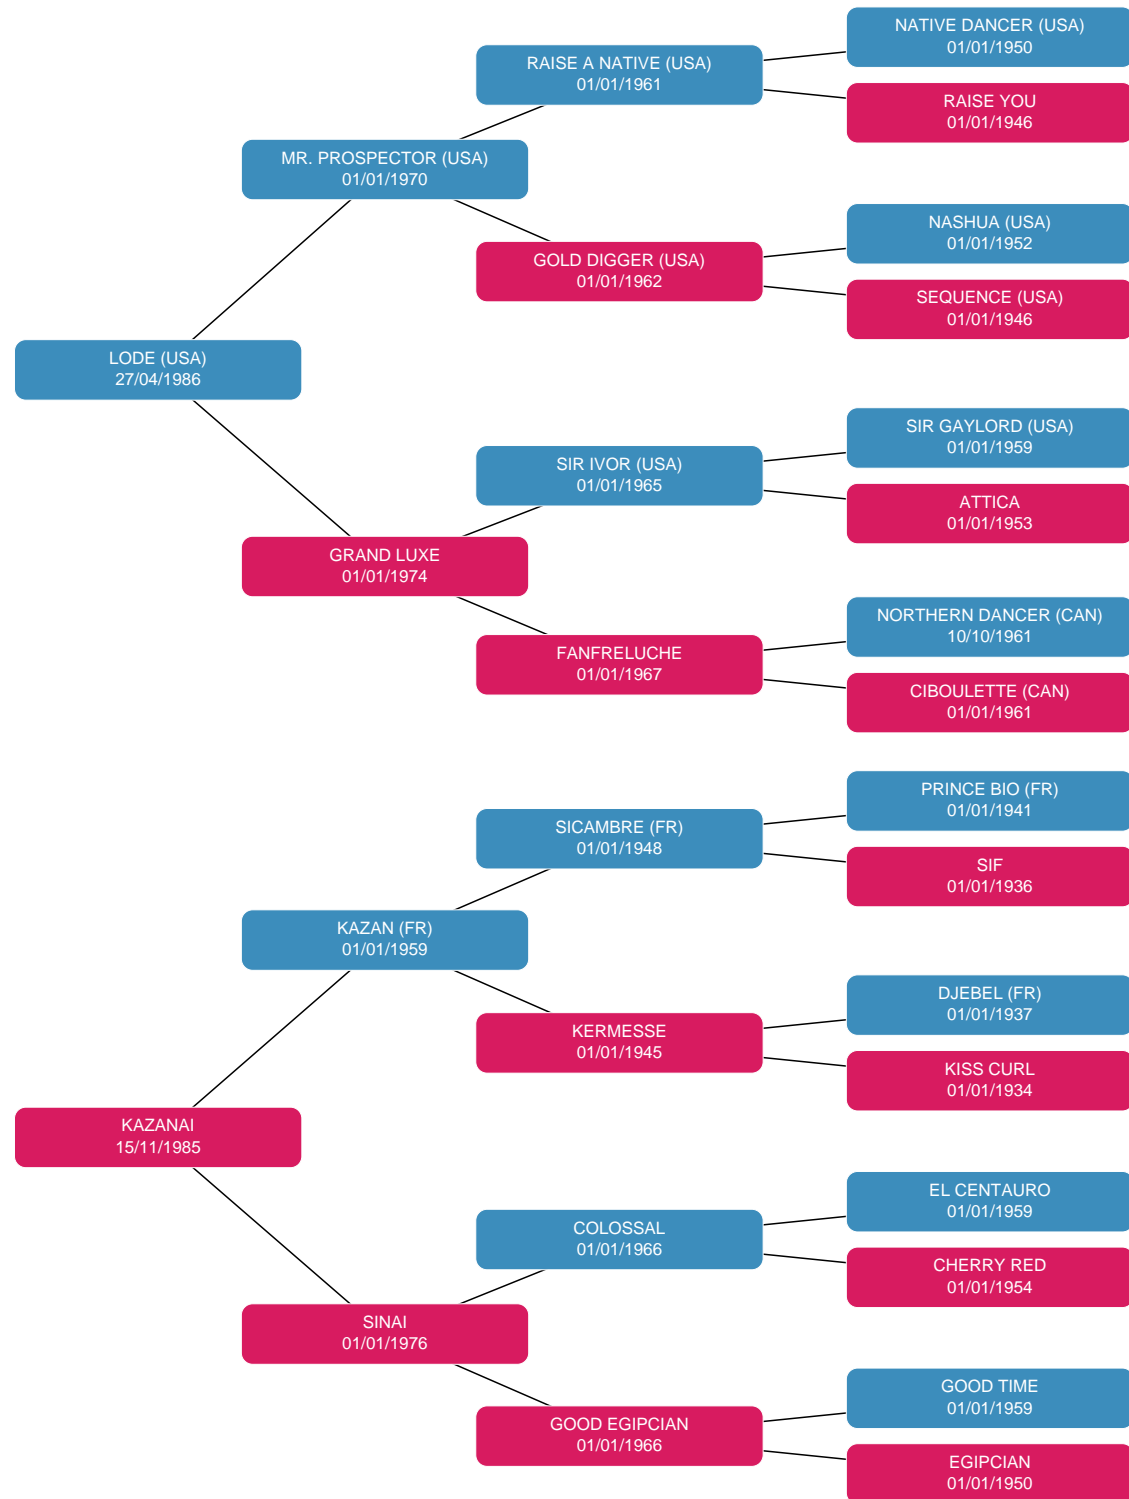 NATIVE DANCER (USA)
01/01/1950
RAISE A NATIVE (USA)
01/01/1961
RAISE YOU
01/01/1946
MR. PROSPECTOR (USA)
01/01/1970
NASHUA (USA)
01/01/1952
GOLD DIGGER (USA)
01/01/1962
SEQUENCE (USA)
01/01/1946
LODE (USA)
27/04/1986
SIR GAYLORD (USA)
01/01/1959
SIR IVOR (USA)
01/01/1965
ATTICA
01/01/1953
GRAND LUXE
01/01/1974
NORTHERN DANCER (CAN)
10/10/1961
FANFRELUCHE
01/01/1967
CIBOULETTE (CAN)
01/01/1961
PRINCE BIO (FR)
01/01/1941
SICAMBRE (FR)
01/01/1948
SIF
01/01/1936
KAZAN (FR)
01/01/1959
DJEBEL (FR)
01/01/1937
KERMESSE
01/01/1945
KISS CURL
01/01/1934
KAZANAI
15/11/1985
EL CENTAURO
01/01/1959
COLOSSAL
01/01/1966
CHERRY RED
01/01/1954
SINAI
01/01/1976
GOOD TIME
01/01/1959
GOOD EGIPCIAN
01/01/1966
EGIPCIAN
01/01/1950